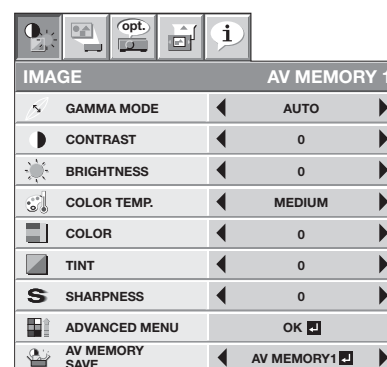 opt.
i
IMAGE AV MEMORY 1
GAMMA MODE AUTO
CONTRAST 0
BRIGHTNESS 0
COLOR TEMP. MEDIUM
COLOR 0
TINT 0
S SHARPNESS 0
ADVANCED MENU OK
AV MEMORY
SAVE AV MEMORY1